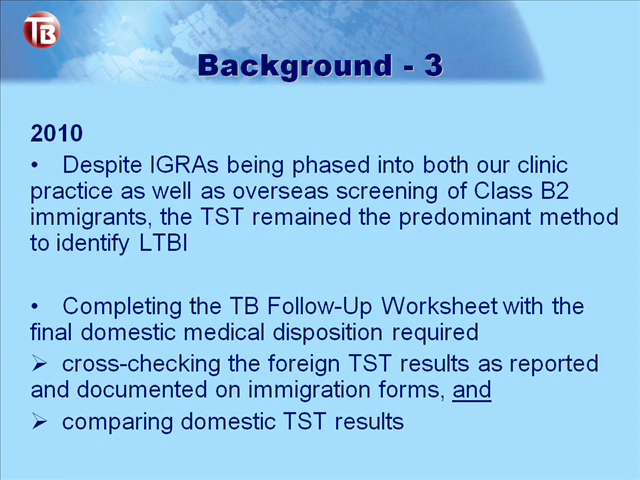 TB
Background - 3
2010
• Despite IGRAs being phased into both our clinic
practice as well as overseas screening of Class B2
immigrants, the TST remained the predominant method
to identify LTBI
• Completing the TB Follow-Up Worksheet with the
final domestic medical disposition required
➢ cross-checking the foreign TST results as reported
and documented on immigration forms, and
➢ comparing domestic TST results